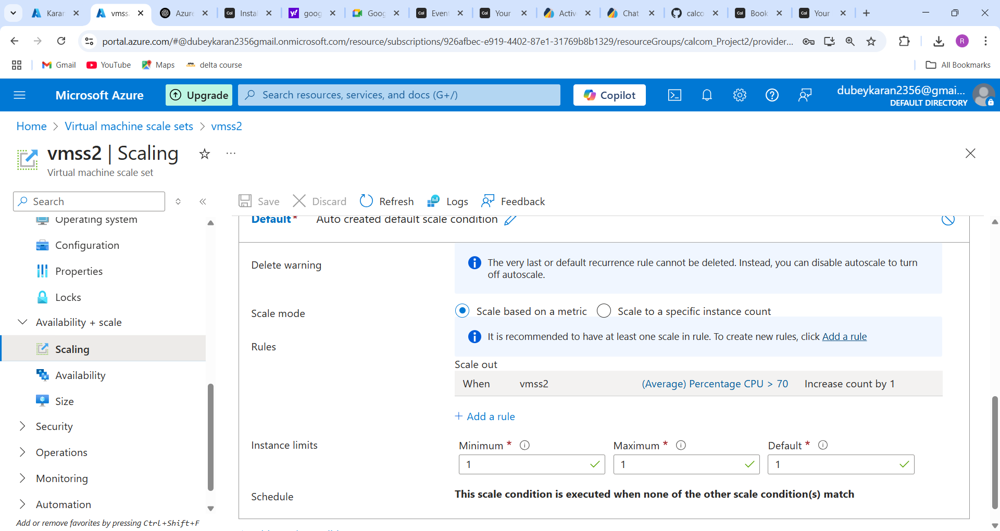 Karar
vmss
Azure
Instal
goog
Goog
Event
Your
Activ
Chat
calco
Book
Your
portal.azure.com/#@dubeykaran2356gmail.onmicrosoft.com/resource/subscriptions/926afbec-e919-4402-87e1-31769b8b1329/resourceGroups/calcom_Project2/provider...
R
Gmail
YouTube
Maps
delta course
All Bookmarks
Microsoft Azure
Upgrade
Search resources, services, and docs (G+/)
Copilot
dubeykaran2356@gmai...
DEFAULT DIRECTORY
Home > Virtual machine scale sets > vmss2
vmss2 | Scaling
Virtual machine scale set
Search
Save
Discard
Refresh
Logs
Feedback
Operating system
Configuration
Properties
Locks
Availability + scale
Scaling
Availability
Size
Security
Operations
Monitoring
Automation
Add or remove favorites by pressing Ctrl+Shift+F
Default* Auto created default scale condition
Delete warning
The very last or default recurrence rule cannot be deleted. Instead, you can disable autoscale to turn
off autoscale.
Scale mode
Scale based on a metric
Scale to a specific instance count
Rules
It is recommended to have at least one scale in rule. To create new rules, click Add a rule
Scale out
When vmss2 (Average) Percentage CPU > 70 Increase count by 1
+ Add a rule
Instance limits
Minimum *
Maximum *
Default *
1
1
1
Schedule
This scale condition is executed when none of the other scale condition(s) match